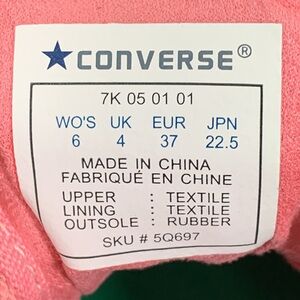 ★CONVERSE®
7K 05 01 01
WO'S UK EUR JPN
6 4 37 22.5
MADE IN CHINA
FABRIQUÉ EN CHINE
UPPER : TEXTILE
LINING : TEXTILE
OUTSOLE : RUBBER
SKU # 5Q697